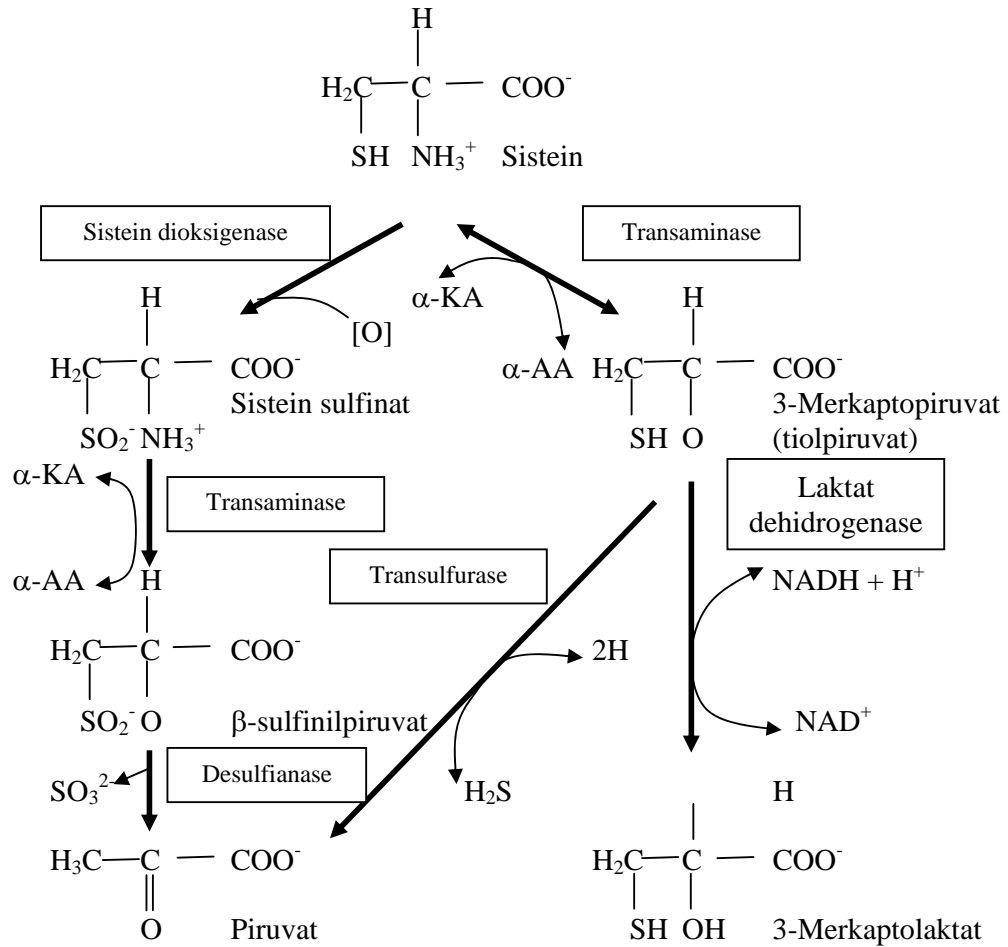 H
H₂C C COO⁻
SH NH₃⁺ Sistein
Sistein dioksigenase
Transaminase
α-KA
[O]
α-AA
H
H₂C C COO⁻
Sistein sulfinat
SO₂⁻ NH₃⁺
H
H₂C C COO⁻
3-Merkaptopiruvat
SH O (tiolpiruvat)
α-KA
Transaminase
α-AA
Laktat
dehidrogenase
NADH + H⁺
NAD⁺
Transulfurase
2H
H₂S
H
H₂C C COO⁻
SO₂⁻ O β-sulfinilpiruvat
SO₃²⁻
Desulfianase
H₃C C COO⁻
O Piruvat
H
H₂C C COO⁻
SH OH 3-Merkaptolaktat